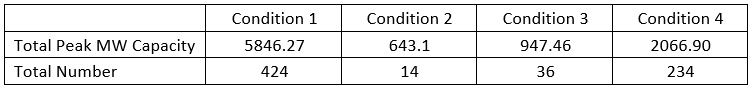 Condition 1 Condition 2 Condition 3 Condition 4
Total Peak MW Capacity 5846.27 643.1 947.46 2066.90
Total Number 424 14 36 234